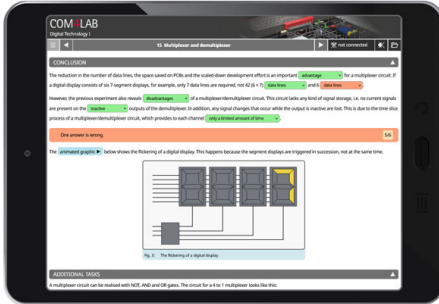 COM4LAB
Digital Technology I
15 Multiplexer and demultiplexer
not connected
CONCLUSION
The reduction in the number of data lines, the space saved on PCBs and the scaled-down development effort is an important advantage for a multiplexer circuit. If
a digital display consists of six 7-segment displays, for example, only 7 data lines are required, not 42 (6 × 7) data lines and 6 data lines.
However, the previous experiment also reveals disadvantages of a multiplexer/demultiplexer circuit. This circuit lacks any kind of signal storage, i.e. no current signals
are present on the inactive outputs of the demultiplexer. In addition, any signal changes that occur while the output is inactive are lost. This is due to the time slice
process of a multiplexer/demultiplexer circuit, which provides to each channel only a limited amount of time.
One answer is wrong. 5/6
The animated graphic below shows the flickering of a digital display. This happens because the segment displays are triggered in succession, not at the same time.
Fig. 3: The flickering of a digital display
ADDITIONAL TASKS
A multiplexer circuit can be realised with NOT, AND and OR gates. The circuit for a 4 to 1 multiplexer looks like this: